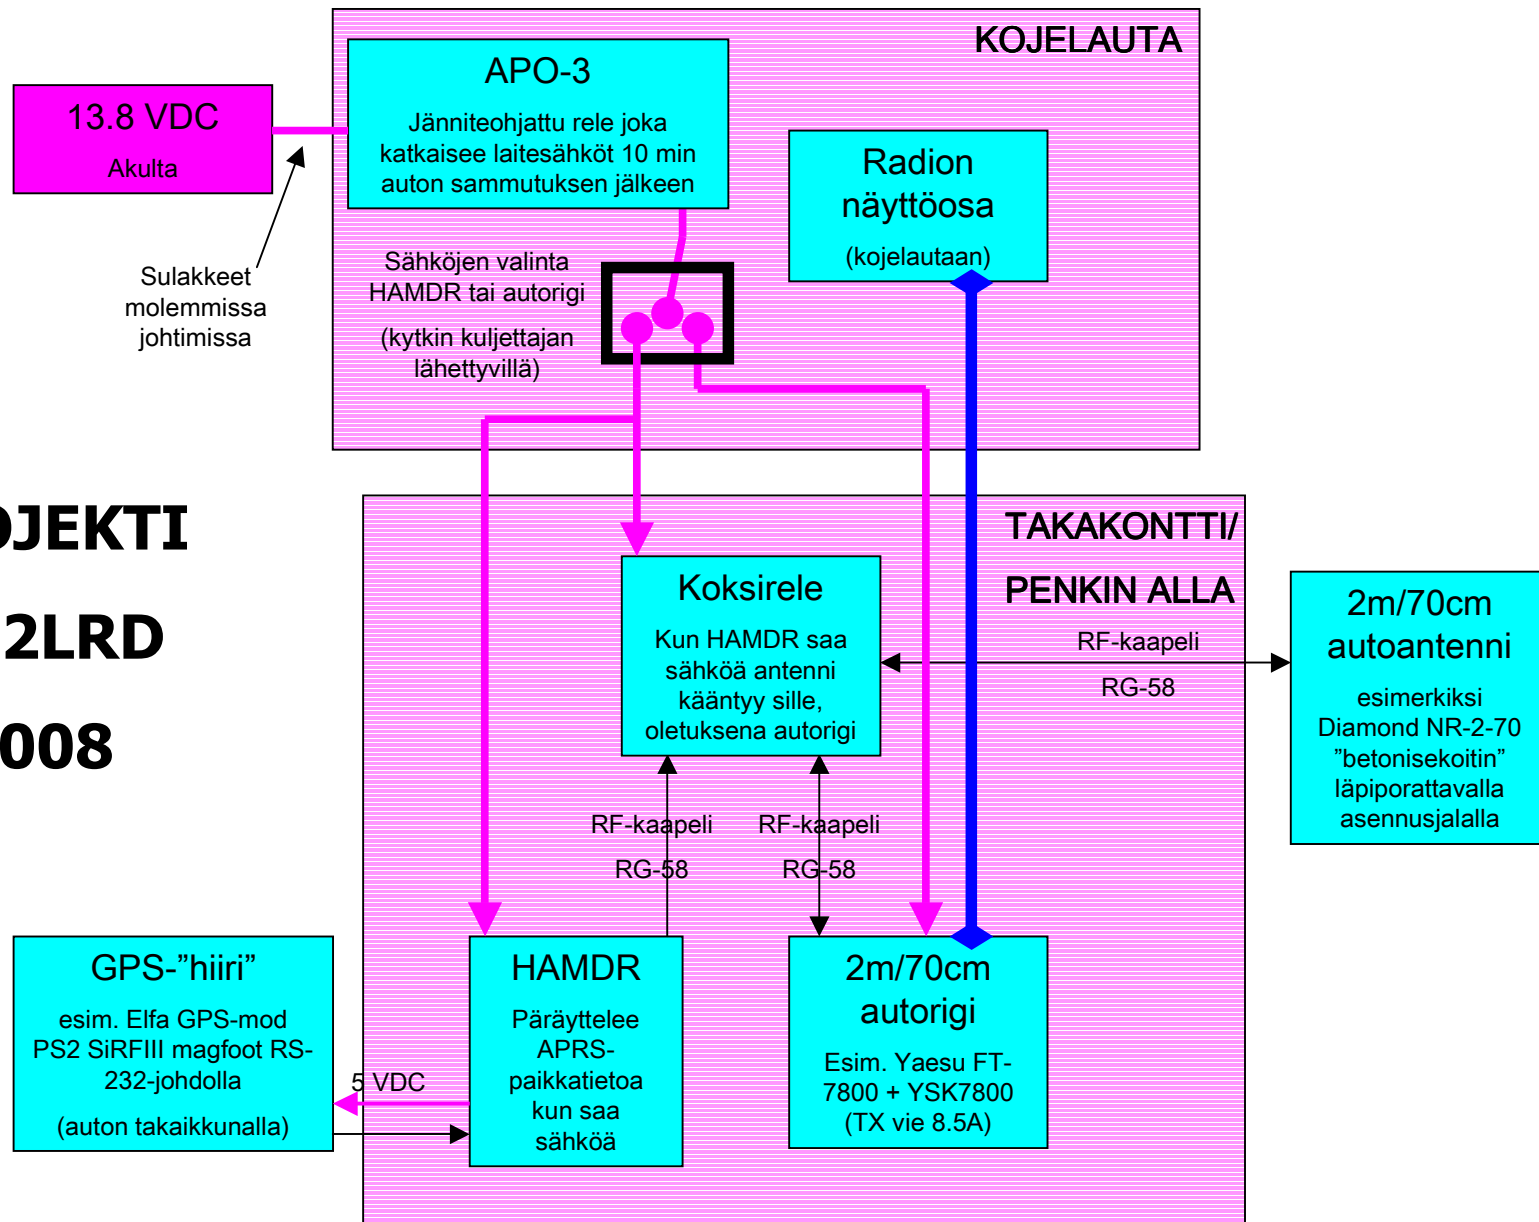 KOJELAUTA
APO-3
Jänniteohjattu rele joka
katkaisee laitesähköt 10 min
auton sammutuksen jälkeen
13.8 VDC
Akulta
Radion
näyttöosa
(kojelautaan)
Sulakkeet
molemmissa
johtimissa
Sähköjen valinta
HAMDR tai autorigi
(kytkin kuljettajan
lähettyvillä)
OJEKTI
2LRD
008
TAKAKONTTI/
PENKIN ALLA
Koksirele
Kun HAMDR saa
sähköä antenni
kääntyy sille,
oletuksena autorigi
RF-kaapeli
RG-58
2m/70cm
autoantenni
esimerkiksi
Diamond NR-2-70
”betonisekoitin”
läpiporattavalla
asennusjalalla
RF-kaapeli
RG-58
RF-kaapeli
RG-58
GPS-”hiiri”
esim. Elfa GPS-mod
PS2 SiRFIII magfoot RS-
232-johdolla
(auton takaikkunalla)
5 VDC
HAMDR
Päräyttelee
APRS-
paikkatietoa
kun saa
sähköä
2m/70cm
autorigi
Esim. Yaesu FT-
7800 + YSK7800
(TX vie 8.5A)